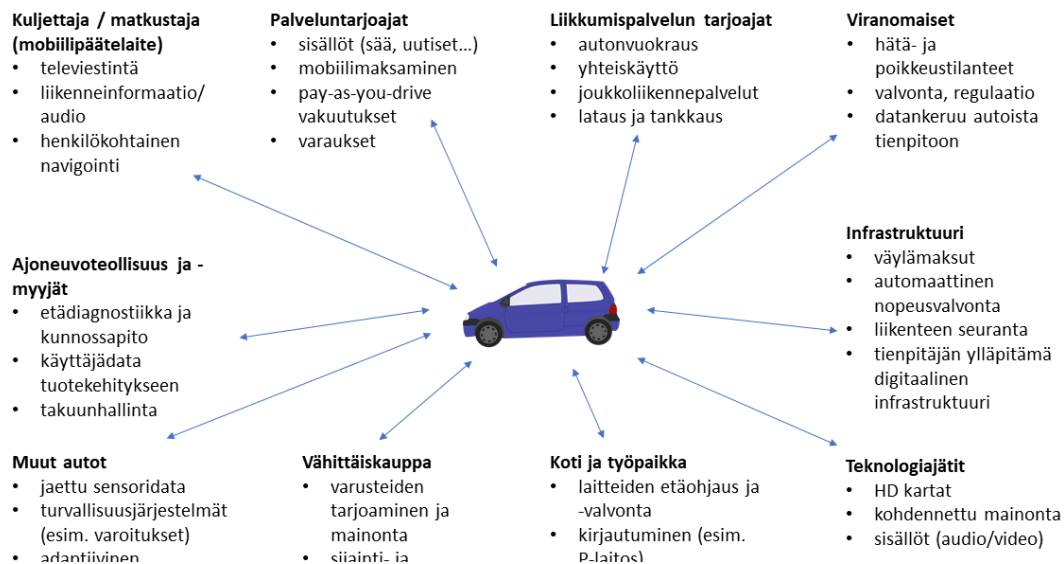 Kuljettaja / matkustaja
(mobiilipäätelaite)
• televiestintä
• liikenneinformaatio/
audio
• henkilökohtainen
navigointi
Palveluntarjoajat
• sisällöt (sää, uutiset...)
• mobiilimaksaminen
• pay-as-you-drive
vakuutukset
• varaukset
Liikkumispalvelun tarjoajat
• autonvuokraus
• yhteiskäyttö
• joukkoliikennepalvelut
• lataus ja tankkaus
Viranomaiset
• hätä- ja
poikkeustilanteet
• valvonta, regulaatio
• datankeruu autoista
tienpitoon
Ajoneuvoteollisuus ja -
myyjät
• etädiagnostiikka ja
kunnossapito
• käyttäjädata
tuotekehitykseen
• takuunhallinta
Infrastruktuuri
• väylämaksut
• automaattinen
nopeusvalvonta
• liikenteen seuranta
• tienpitäjän ylläpitämä
digitaalinen
infrastruktuuri
Muut autot
• jaettu sensoridata
• turvallisuusjärjestelmät
(esim. varoitukset)
• adaptiivinen
Vähittäiskauppa
• varusteiden
tarjoaminen ja
mainonta
• sijainti- ja
Koti ja työpaikka
• laitteiden etäohjaus ja
-valvonta
• kirjautuminen (esim.
P-laitos)
Teknologiajätit
• HD kartat
• kohdennettu mainonta
• sisällöt (audio/video)